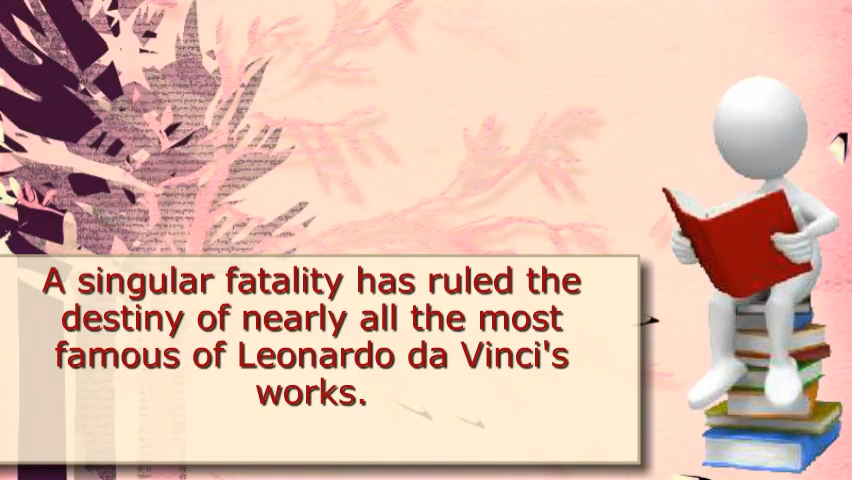 A singular fatality has ruled the
destiny of nearly all the most
famous of Leonardo da Vinci's
works.